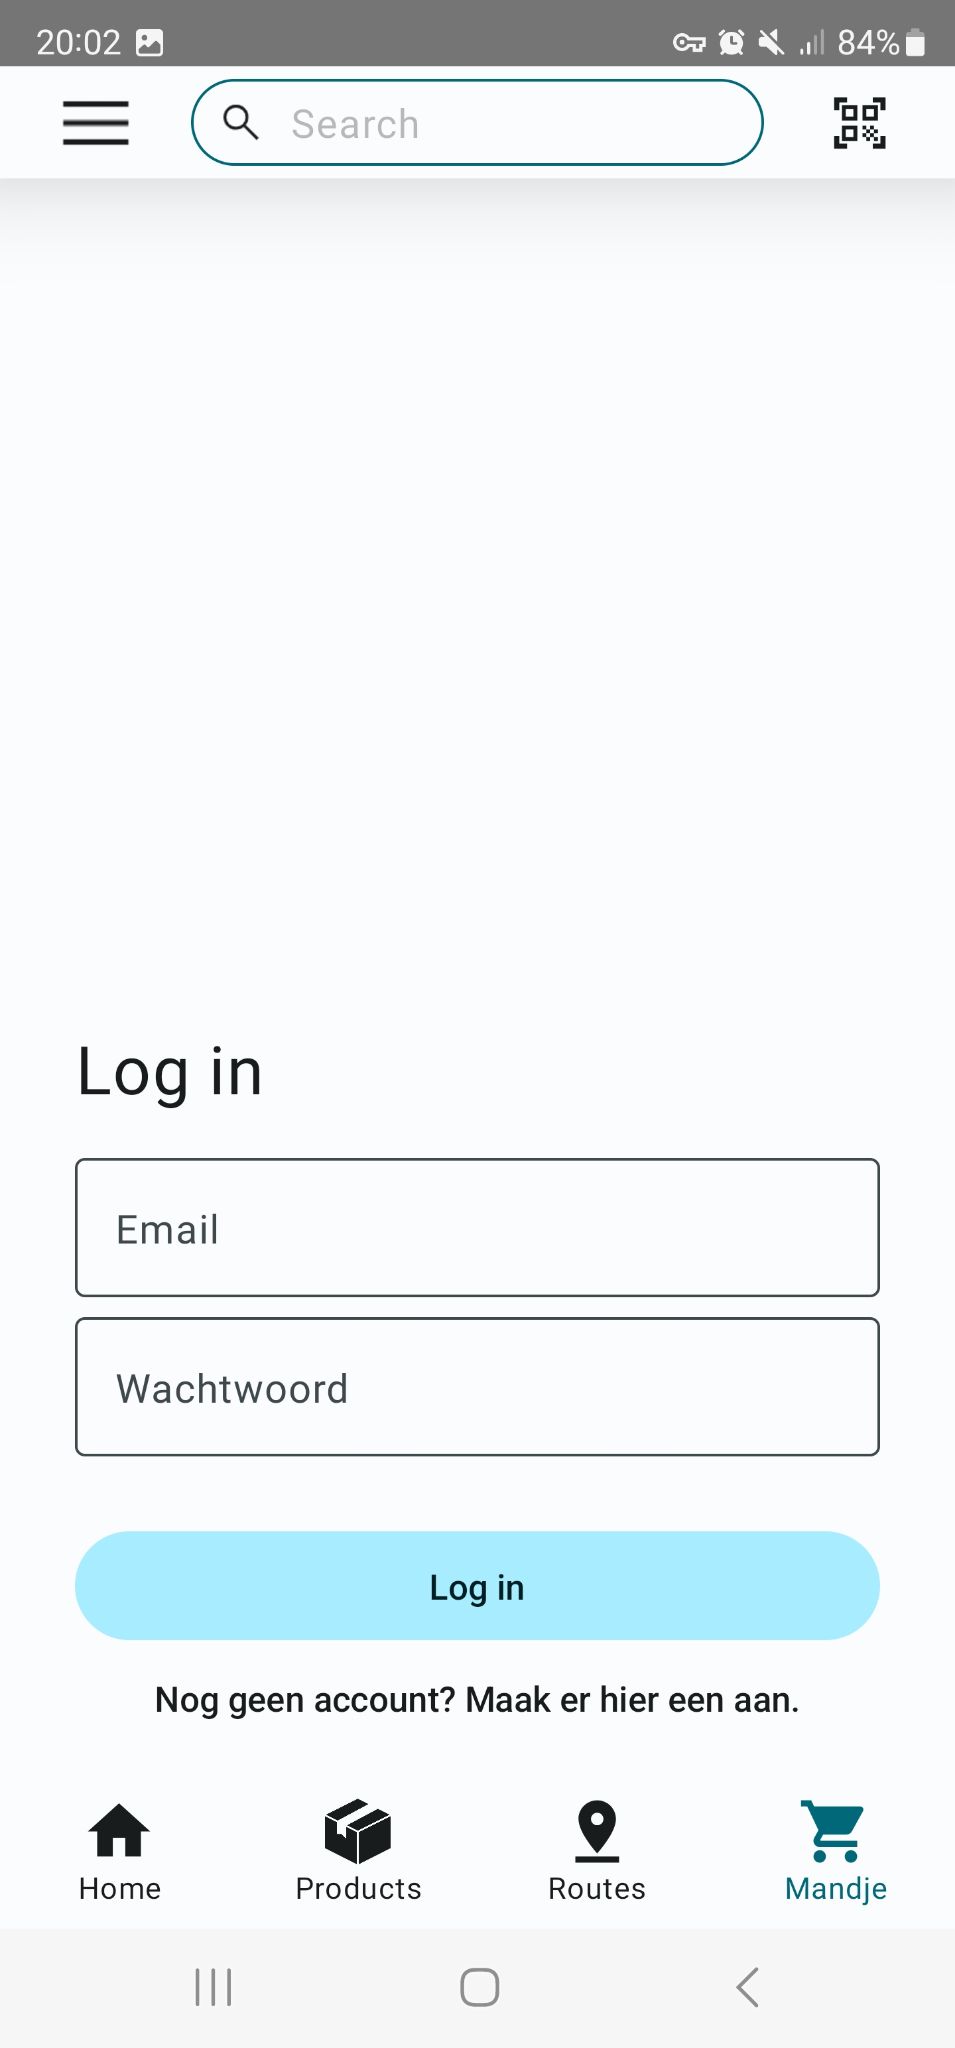 20:02
84%
Search
Log in
Email
Wachtwoord
Log in
Nog geen account? Maak er hier een aan.
Home Products Routes Mandje